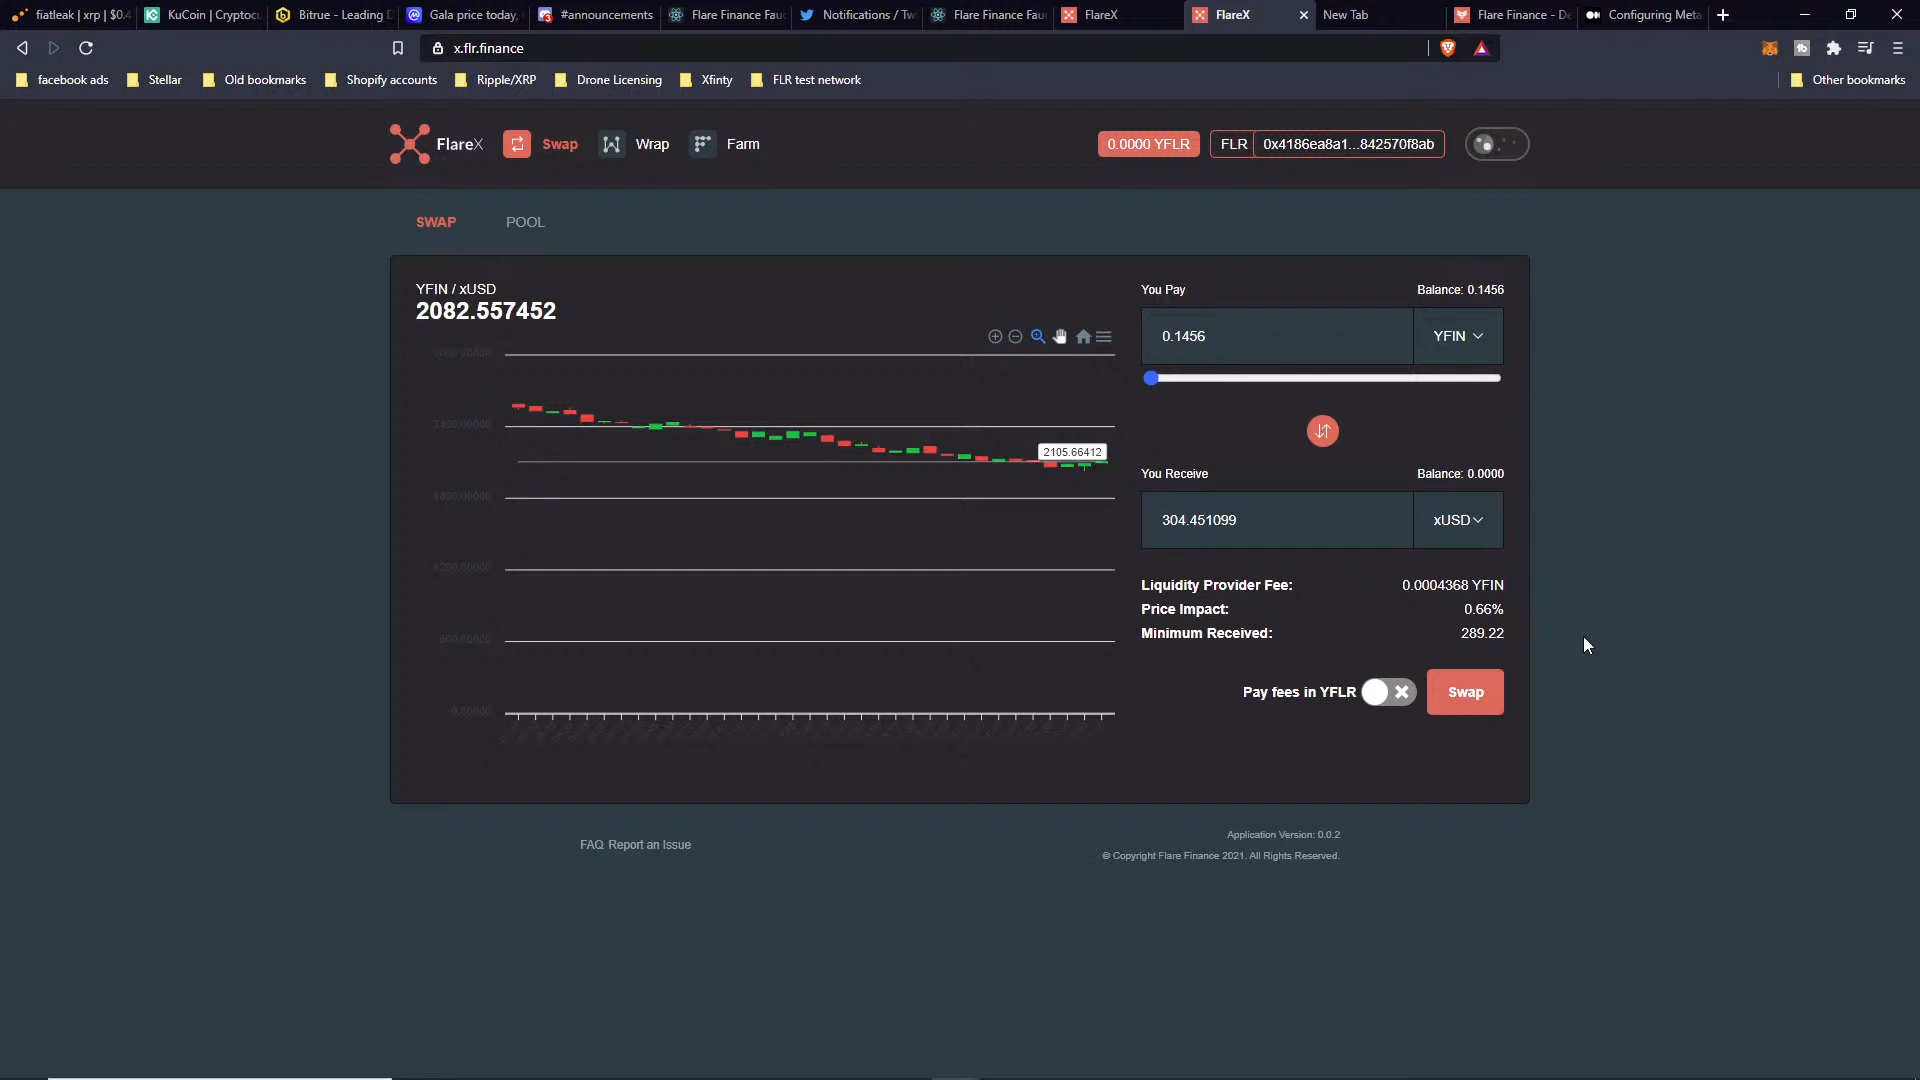 fiatleak | xrp | $0.4
KuCoin | Cryptocu
Bitrue - Leading D
Gala price today,
#announcements
Flare Finance Fau
Notifications / Tw
Flare Finance Fau
FlareX
FlareX
New Tab
Flare Finance - De
Configuring Meta
x.flr.finance
facebook ads
Stellar
Old bookmarks
Shopify accounts
Ripple/XRP
Drone Licensing
Xfinty
FLR test network
Other bookmarks
FlareX
Swap
Wrap
Farm
0.0000 YFLR
FLR
0x4186ea8a1...842570f8ab
SWAP
POOL
YFIN / xUSD
2082.557452
2105.66412
You Pay
Balance: 0.1456
0.1456
YFIN
You Receive
Balance: 0.0000
304.451099
xUSD
Liquidity Provider Fee:
0.0004368 YFIN
Price Impact:
0.66%
Minimum Received:
289.22
Pay fees in YFLR
Swap
FAQ Report an Issue
Application Version: 0.0.2
© Copyright Flare Finance 2021. All Rights Reserved.